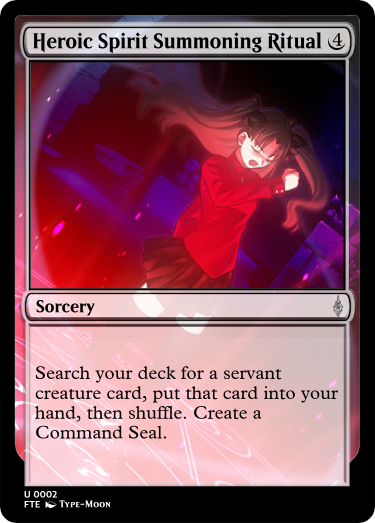 Heroic Spirit Summoning Ritual 4
Sorcery
Search your deck for a servant
creature card, put that card into your
hand, then shuffle. Create a
Command Seal.
U 0002
FTE Type-Moon